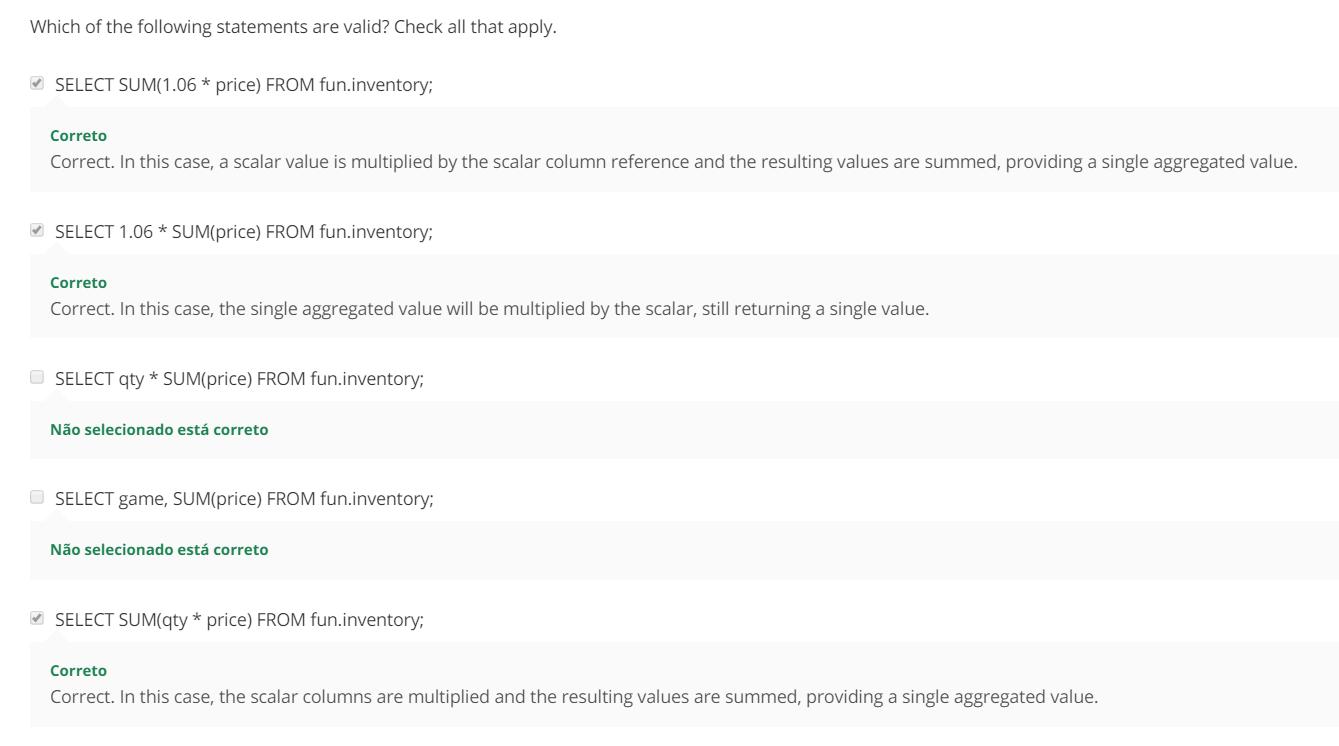 Which of the following statements are valid? Check all that apply.
SELECT SUM(1.06 * price) FROM fun.inventory;
Correto
Correct. In this case, a scalar value is multiplied by the scalar column reference and the resulting values are summed, providing a single aggregated value.
SELECT 1.06 * SUM(price) FROM fun.inventory;
Correto
Correct. In this case, the single aggregated value will be multiplied by the scalar, still returning a single value.
SELECT qty * SUM(price) FROM fun.inventory;
Não selecionado está correto
SELECT game, SUM(price) FROM fun.inventory;
Não selecionado está correto
SELECT SUM(qty * price) FROM fun.inventory;
Correto
Correct. In this case, the scalar columns are multiplied and the resulting values are summed, providing a single aggregated value.